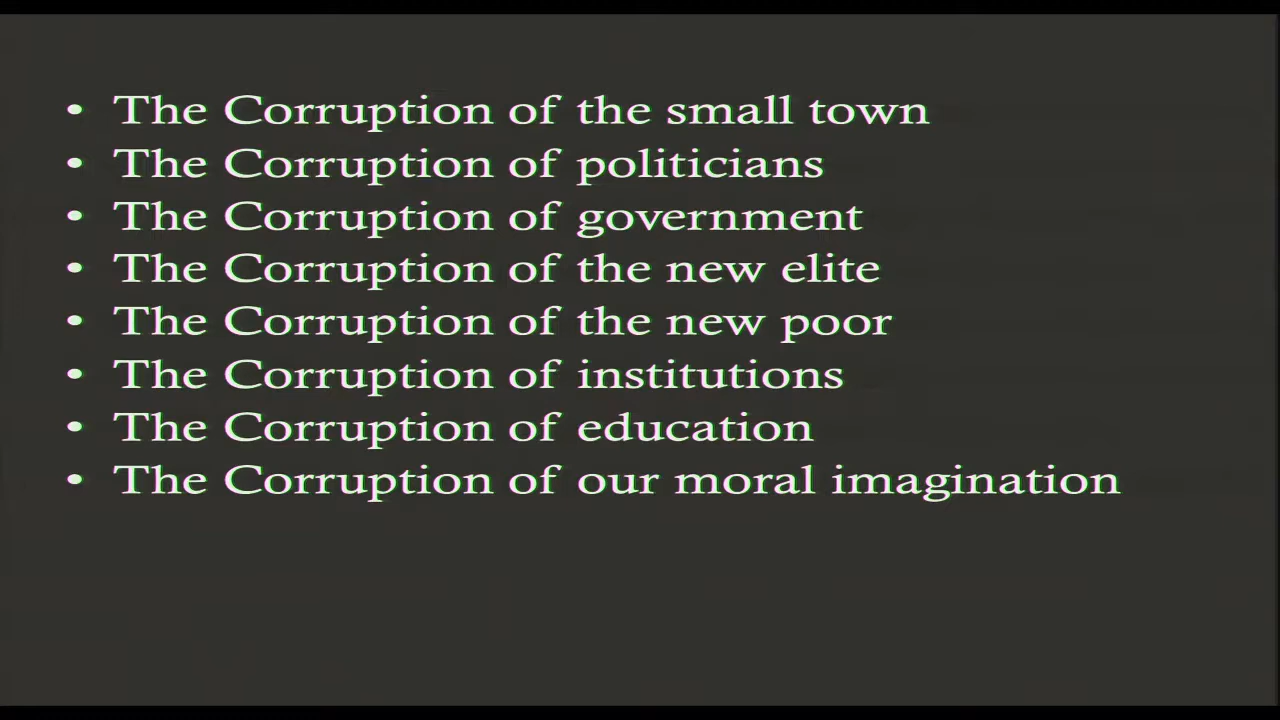 • The Corruption of the small town
• The Corruption of politicians
• The Corruption of government
• The Corruption of the new elite
• The Corruption of the new poor
• The Corruption of institutions
• The Corruption of education
• The Corruption of our moral imagination